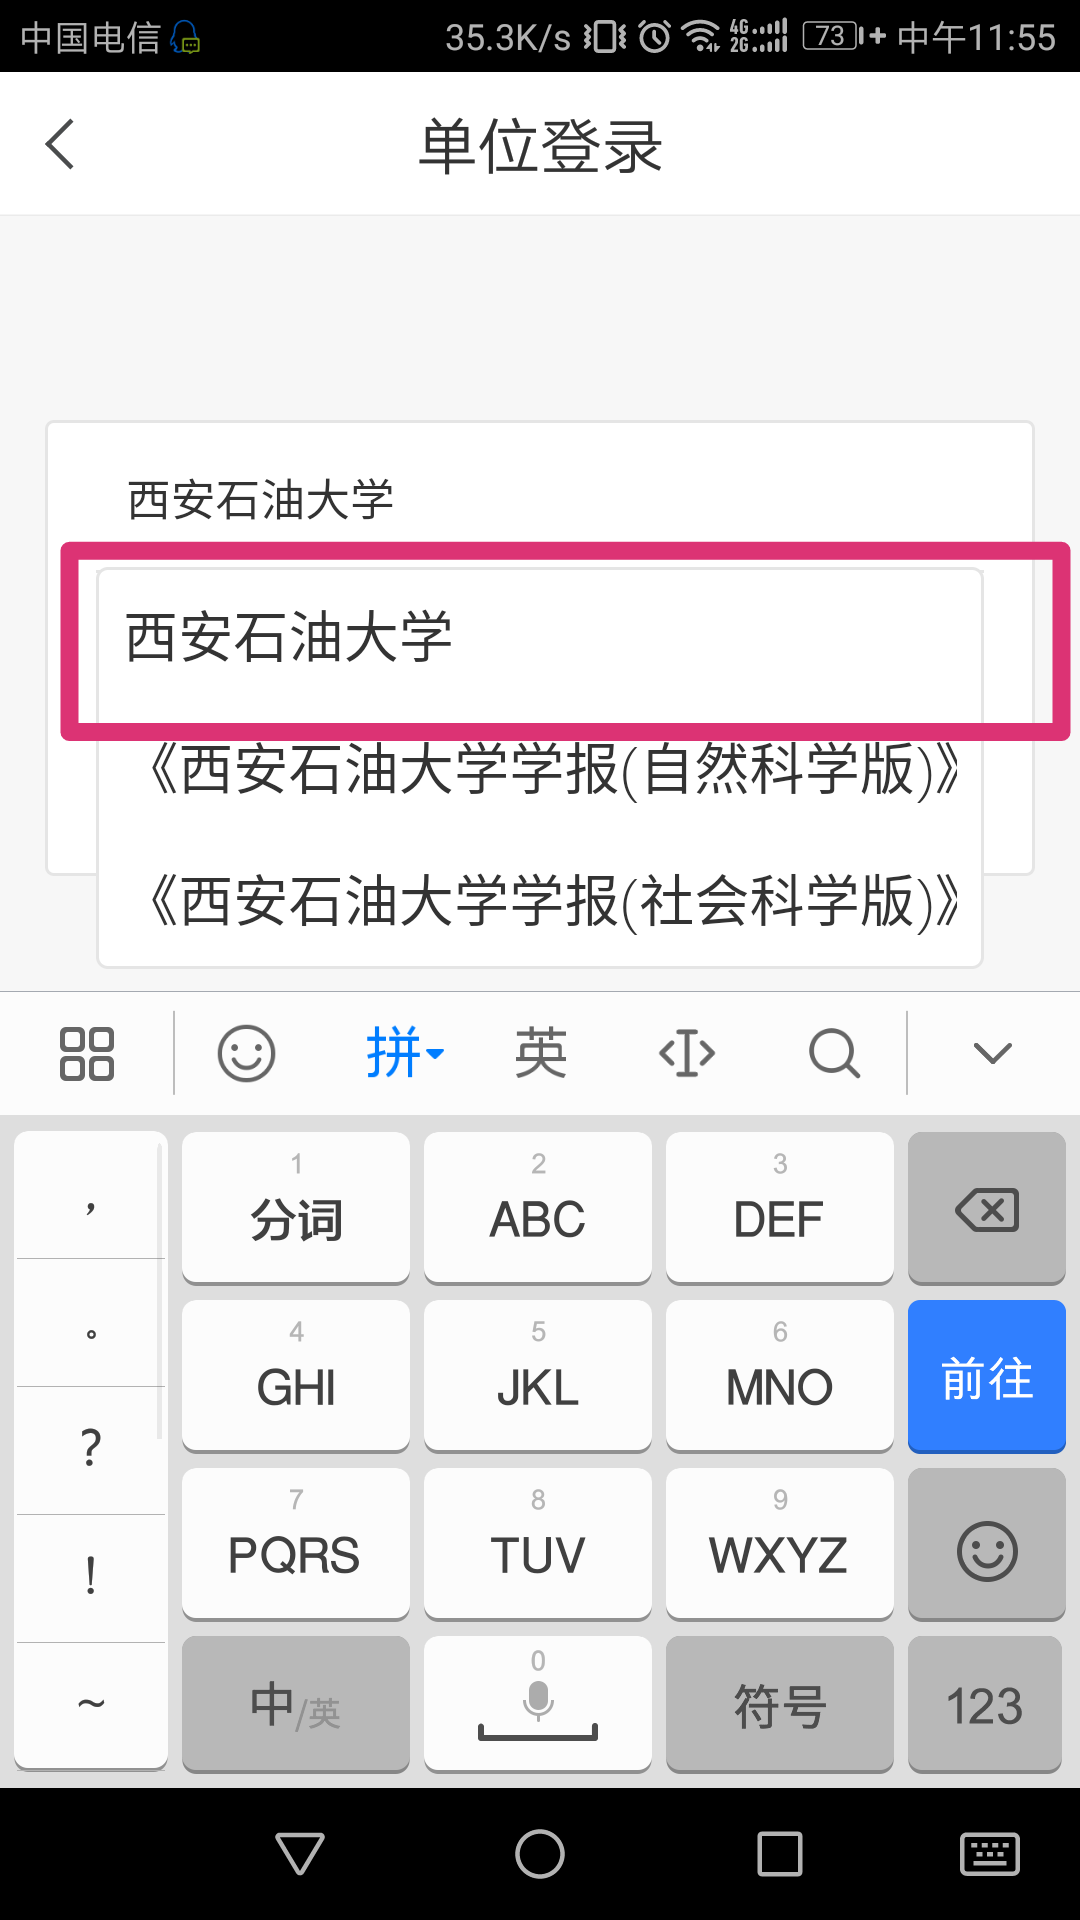 中国电信 35.3K/s 4G 2G 73 中午11:55
单位登录
西安石油大学
西安石油大学
《西安石油大学学报(自然科学版)》
《西安石油大学学报(社会科学版)》
拼 英
,
。
?
!
~
1 分词
2 ABC
3 DEF
4 GHI
5 JKL
6 MNO
前往
7 PQRS
8 TUV
9 WXYZ
中/英
0
符号
123